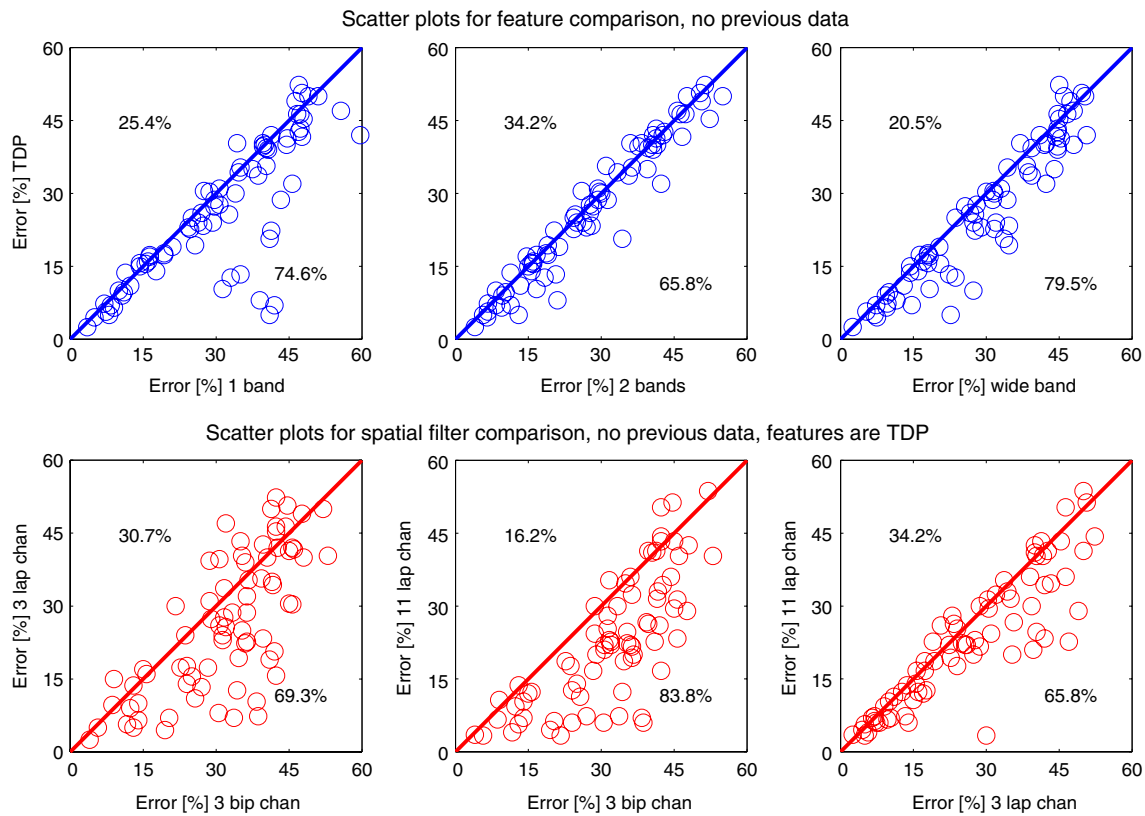 Scatter plots for feature comparison, no previous data
60
45
30
15
0
0 15 30 45 60
Error [%] TDP
Error [%] 1 band
25.4%
74.6%
60
45
30
15
0
0 15 30 45 60
Error [%] 2 bands
34.2%
65.8%
60
45
30
15
0
0 15 30 45 60
Error [%] wide band
20.5%
79.5%
Scatter plots for spatial filter comparison, no previous data, features are TDP
60
45
30
15
0
0 15 30 45 60
Error [%] 3 lap chan
Error [%] 3 bip chan
30.7%
69.3%
60
45
30
15
0
0 15 30 45 60
Error [%] 11 lap chan
Error [%] 3 bip chan
16.2%
83.8%
60
45
30
15
0
0 15 30 45 60
Error [%] 11 lap chan
Error [%] 3 lap chan
34.2%
65.8%